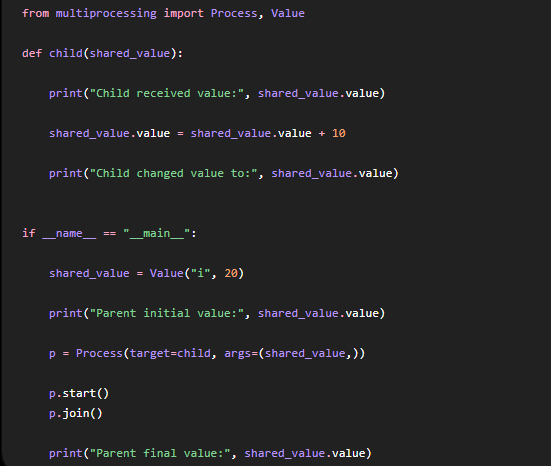 from multiprocessing import Process, Value
def child(shared_value):
    print("Child received value:", shared_value.value)
    shared_value.value = shared_value.value + 10
    print("Child changed value to:", shared_value.value)
if __name__ == "__main__":
    shared_value = Value("i", 20)
    print("Parent initial value:", shared_value.value)
    p = Process(target=child, args=(shared_value,))
    p.start()
    p.join()
    print("Parent final value:", shared_value.value)